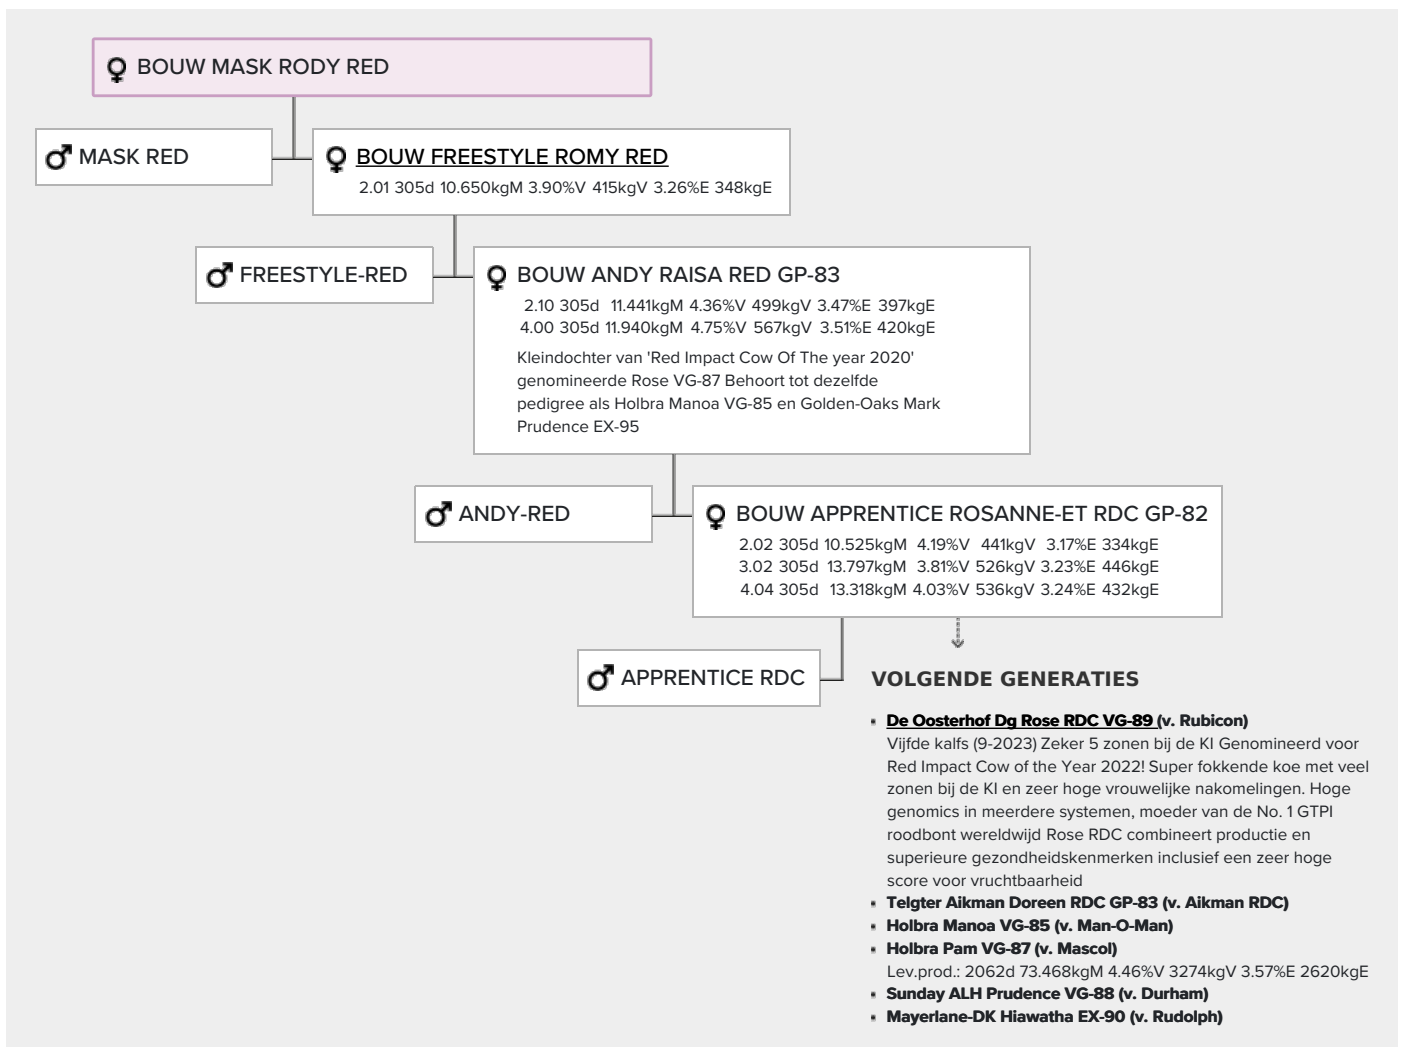 BOUW MASK RODY RED
MASK RED
BOUW FREESTYLE ROMY RED
2.01 305d 10.650kgM 3.90%V 415kgV 3.26%E 348kgE
FREESTYLE-RED
BOUW ANDY RAISA RED GP-83
2.10 305d 11.441kgM 4.36%V 499kgV 3.47%E 397kgE
4.00 305d 11.940kgM 4.75%V 567kgV 3.51%E 420kgE
Kleindochter van 'Red Impact Cow Of The year 2020'
genomineerde Rose VG-87 Behoort tot dezelfde
pedigree als Holbra Manoa VG-85 en Golden-Oaks Mark
Prudence EX-95
ANDY-RED
BOUW APPRENTICE ROSANNE-ET RDC GP-82
2.02 305d 10.525kgM 4.19%V 441kgV 3.17%E 334kgE
3.02 305d 13.797kgM 3.81%V 526kgV 3.23%E 446kgE
4.04 305d 13.318kgM 4.03%V 536kgV 3.24%E 432kgE
APPRENTICE RDC
VOLGENDE GENERATIES
De Oosterhof Dg Rose RDC VG-89 (v. Rubicon)
Vijfde kalfs (9-2023) Zeker 5 zonen bij de KI Genomineerd voor
Red Impact Cow of the Year 2022! Super fokkende koe met veel
zonen bij de KI en zeer hoge vrouwelijke nakomelingen. Hoge
genomics in meerdere systemen, moeder van de No. 1 GTPI
roodbont wereldwijd Rose RDC combineert productie en
superieure gezondheidskenmerken inclusief een zeer hoge
score voor vruchtbaarheid
Telgter Aikman Doreen RDC GP-83 (v. Aikman RDC)
Holbra Manoa VG-85 (v. Man-O-Man)
Holbra Pam VG-87 (v. Mascol)
Lev.prod.: 2062d 73.468kgM 4.46%V 3274kgV 3.57%E 2620kgE
Sunday ALH Prudence VG-88 (v. Durham)
Mayerlane-DK Hiawatha EX-90 (v. Rudolph)